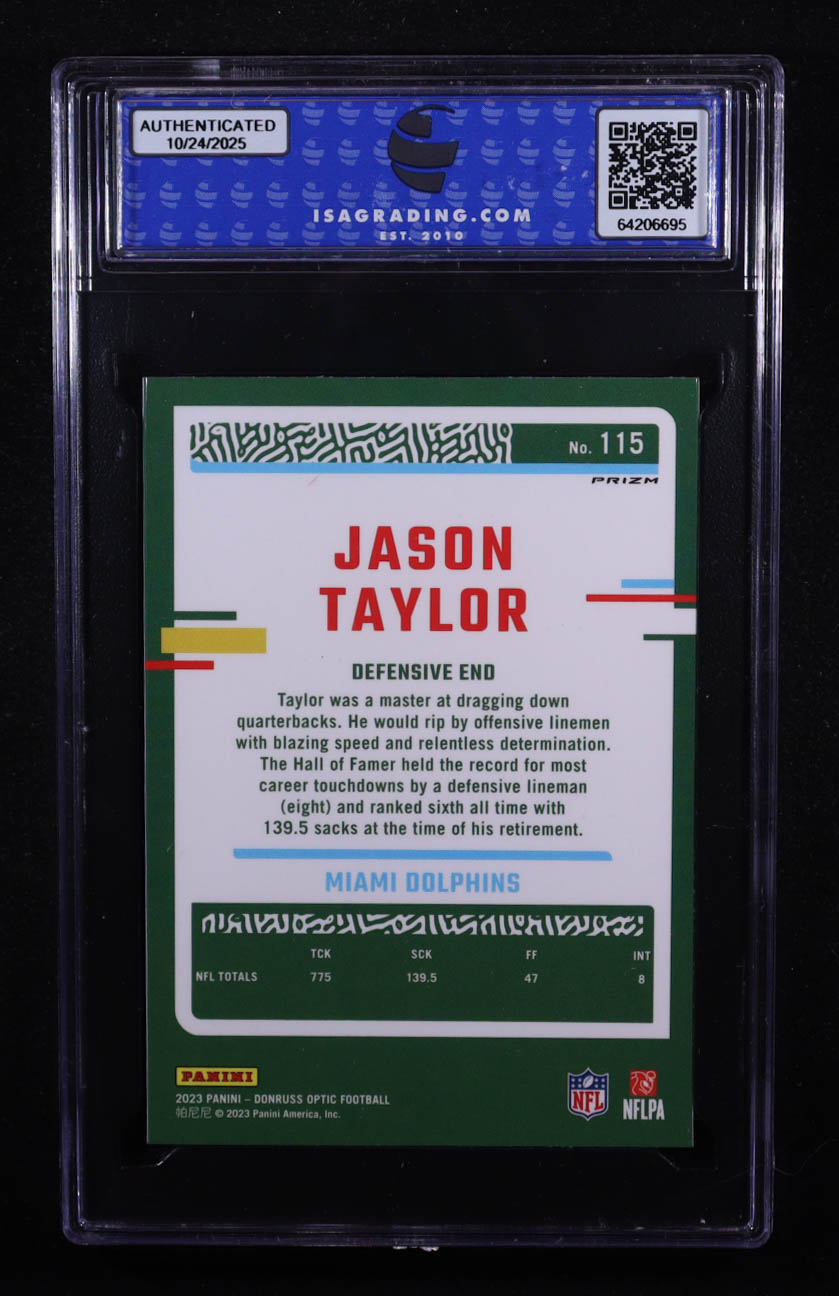 AUTHENTICATED
10/24/2025
ISAGRADING.COM
EST. 2010
64206695
No. 115
PRIZM
JASON
TAYLOR
DEFENSIVE END
Taylor was a master at dragging down
quarterbacks. He would rip by offensive linemen
with blazing speed and relentless determination.
The Hall of Famer held the record for most
career touchdowns by a defensive lineman
(eight) and ranked sixth all time with
139.5 sacks at the time of his retirement.
MIAMI DOLPHINS
TCK SCK FF INT
NFL TOTALS 775 139.5 47 8
PANINI
2023 PANINI – DONRUSS OPTIC FOOTBALL
帕尼尼 © 2023 Panini America, Inc.
NFL
NFLPA